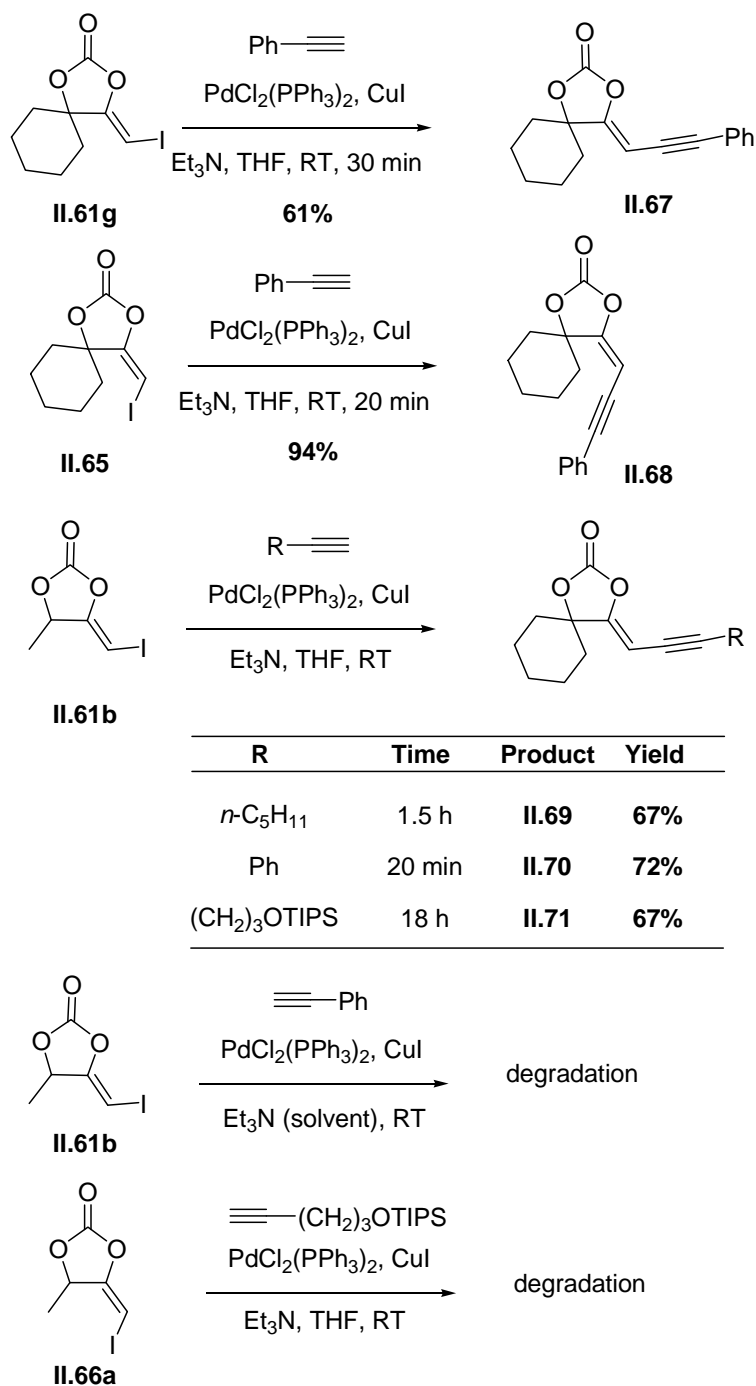 O
O O
I
II.61g
Ph
PdCl2(PPh3)2, CuI
Et3N, THF, RT, 30 min
61%
O
O O
Ph
II.67
O
O O
I
II.65
Ph
PdCl2(PPh3)2, CuI
Et3N, THF, RT, 20 min
94%
O
O O
Ph
II.68
O
O O
I
II.61b
R
PdCl2(PPh3)2, CuI
Et3N, THF, RT
O
O O
R
R Time Product Yield
n-C5H11 1.5 h II.69 67%
Ph 20 min II.70 72%
(CH2)3OTIPS 18 h II.71 67%
O
O O
I
II.61b
Ph
PdCl2(PPh3)2, CuI
Et3N (solvent), RT
degradation
O
O O
I
II.66a
(CH2)3OTIPS
PdCl2(PPh3)2, CuI
Et3N, THF, RT
degradation